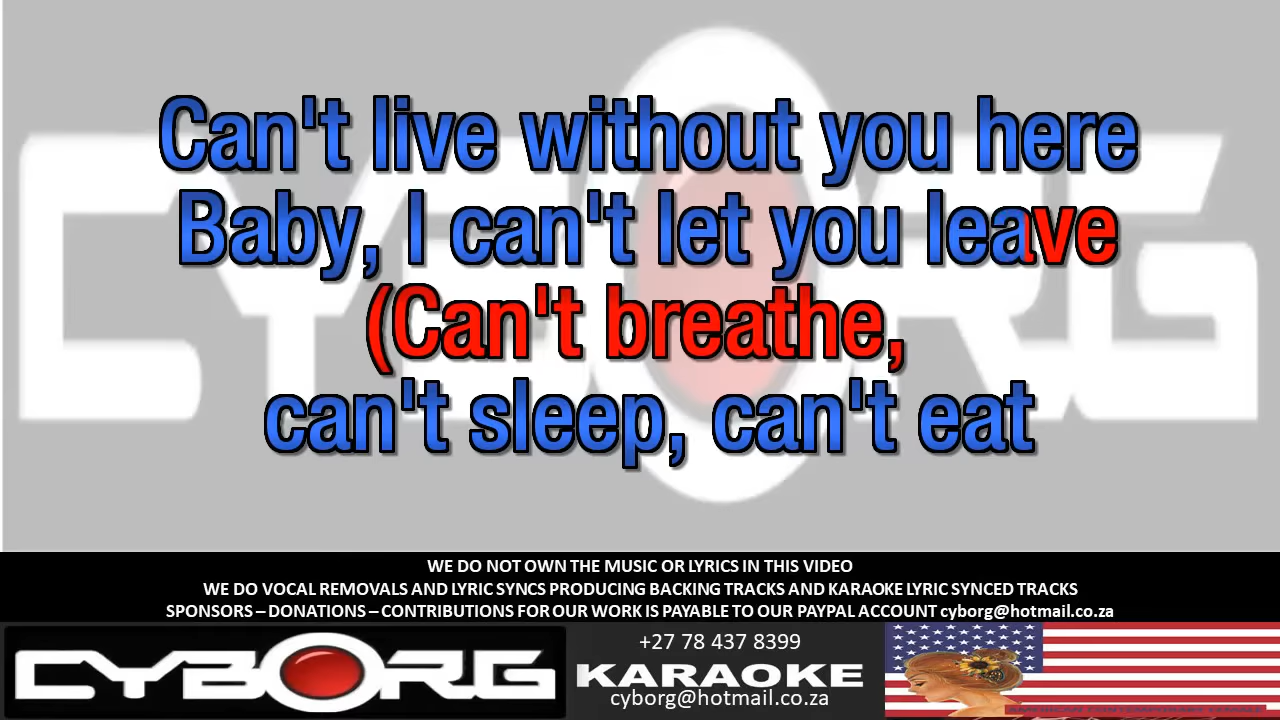 Can't live without you here
Baby, I can't let you leave
(Can't breathe,
can't sleep, can't eat
WE DO NOT OWN THE MUSIC OR LYRICS IN THIS VIDEO
WE DO VOCAL REMOVALS AND LYRIC SYNCS PRODUCING BACKING TRACKS AND KARAOKE LYRIC SYNCED TRACKS
SPONSORS – DONATIONS – CONTRIBUTIONS FOR OUR WORK IS PAYABLE TO OUR PAYPAL ACCOUNT cyborg@hotmail.co.za
CYBORG
+27 78 437 8399
KARAOKE
cyborg@hotmail.co.za
AMERICAN CONTEMPORARY FEMALE